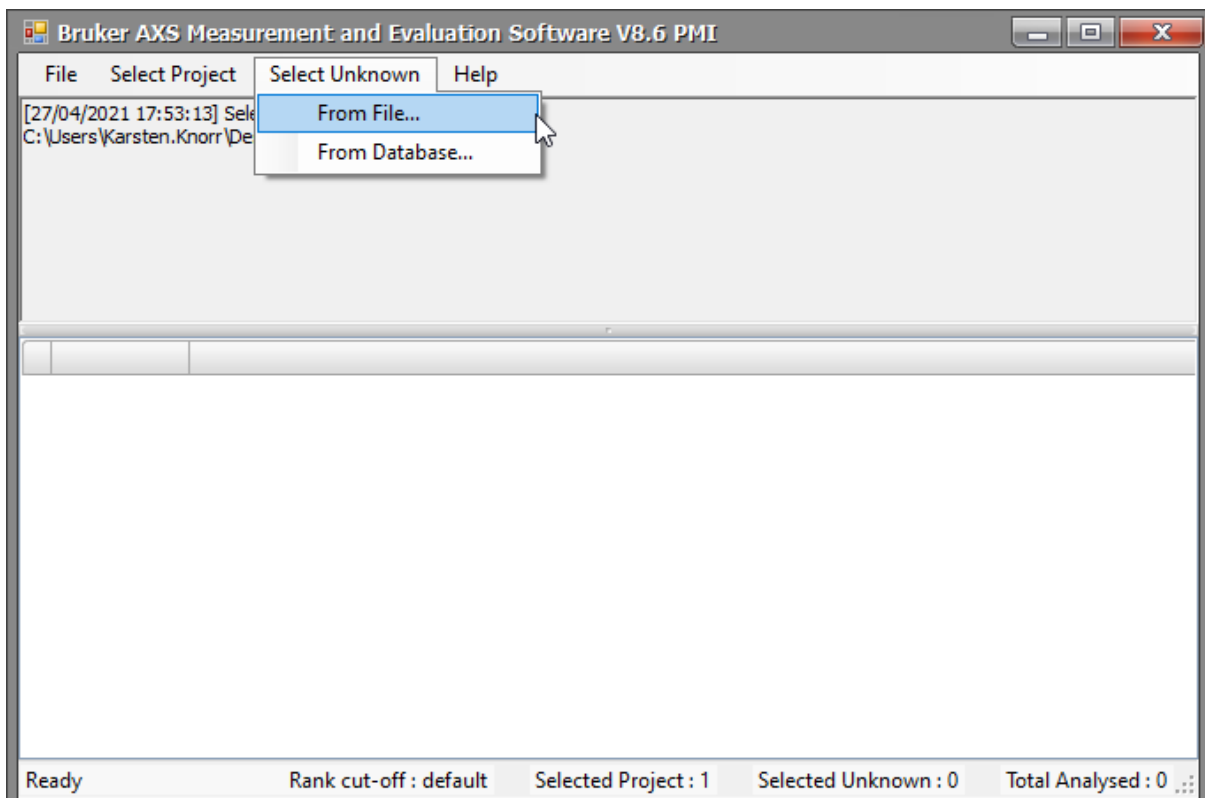 Bruker AXS Measurement and Evaluation Software V8.6 PMI
File Select Project Select Unknown Help
[27/04/2021 17:53:13] Sele
From File...
C:\Users\Karsten.Knorr\De
From Database...
Ready Rank cut-off : default Selected Project : 1 Selected Unknown : 0 Total Analysed : 0